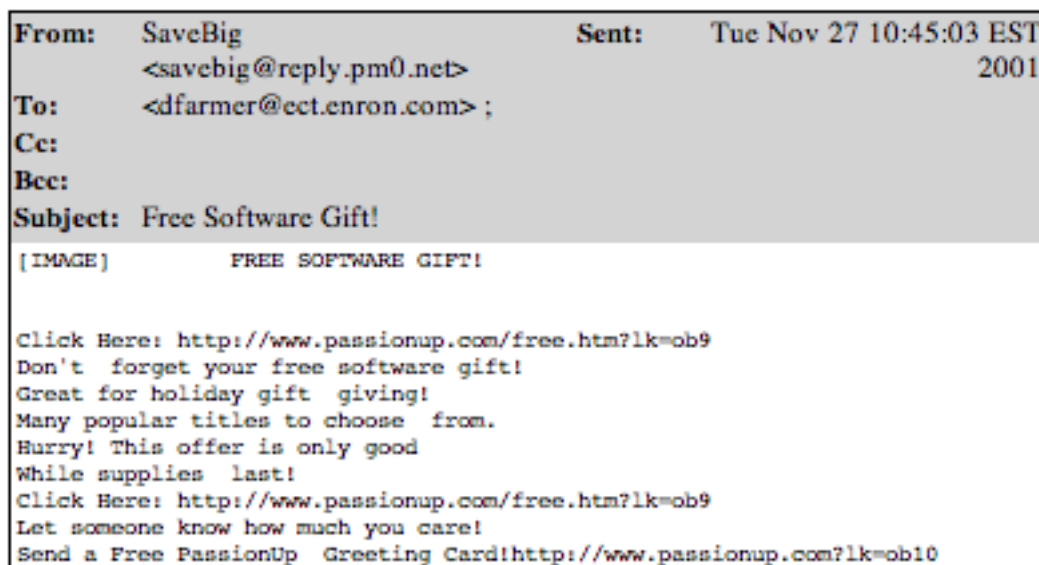 From: SaveBig Sent: Tue Nov 27 10:45:03 EST
<savebig@reply.pm0.net> 2001
To: <dfarmer@ect.enron.com> ;
Cc:
Bcc:
Subject: Free Software Gift!
[IMAGE] FREE SOFTWARE GIFT!
Click Here: http://www.passionup.com/free.htm?lk=ob9
Don't forget your free software gift!
Great for holiday gift giving!
Many popular titles to choose from.
Hurry! This offer is only good
While supplies last!
Click Here: http://www.passionup.com/free.htm?lk=ob9
Let someone know how much you care!
Send a Free PassionUp Greeting Card!http://www.passionup.com?lk=ob10